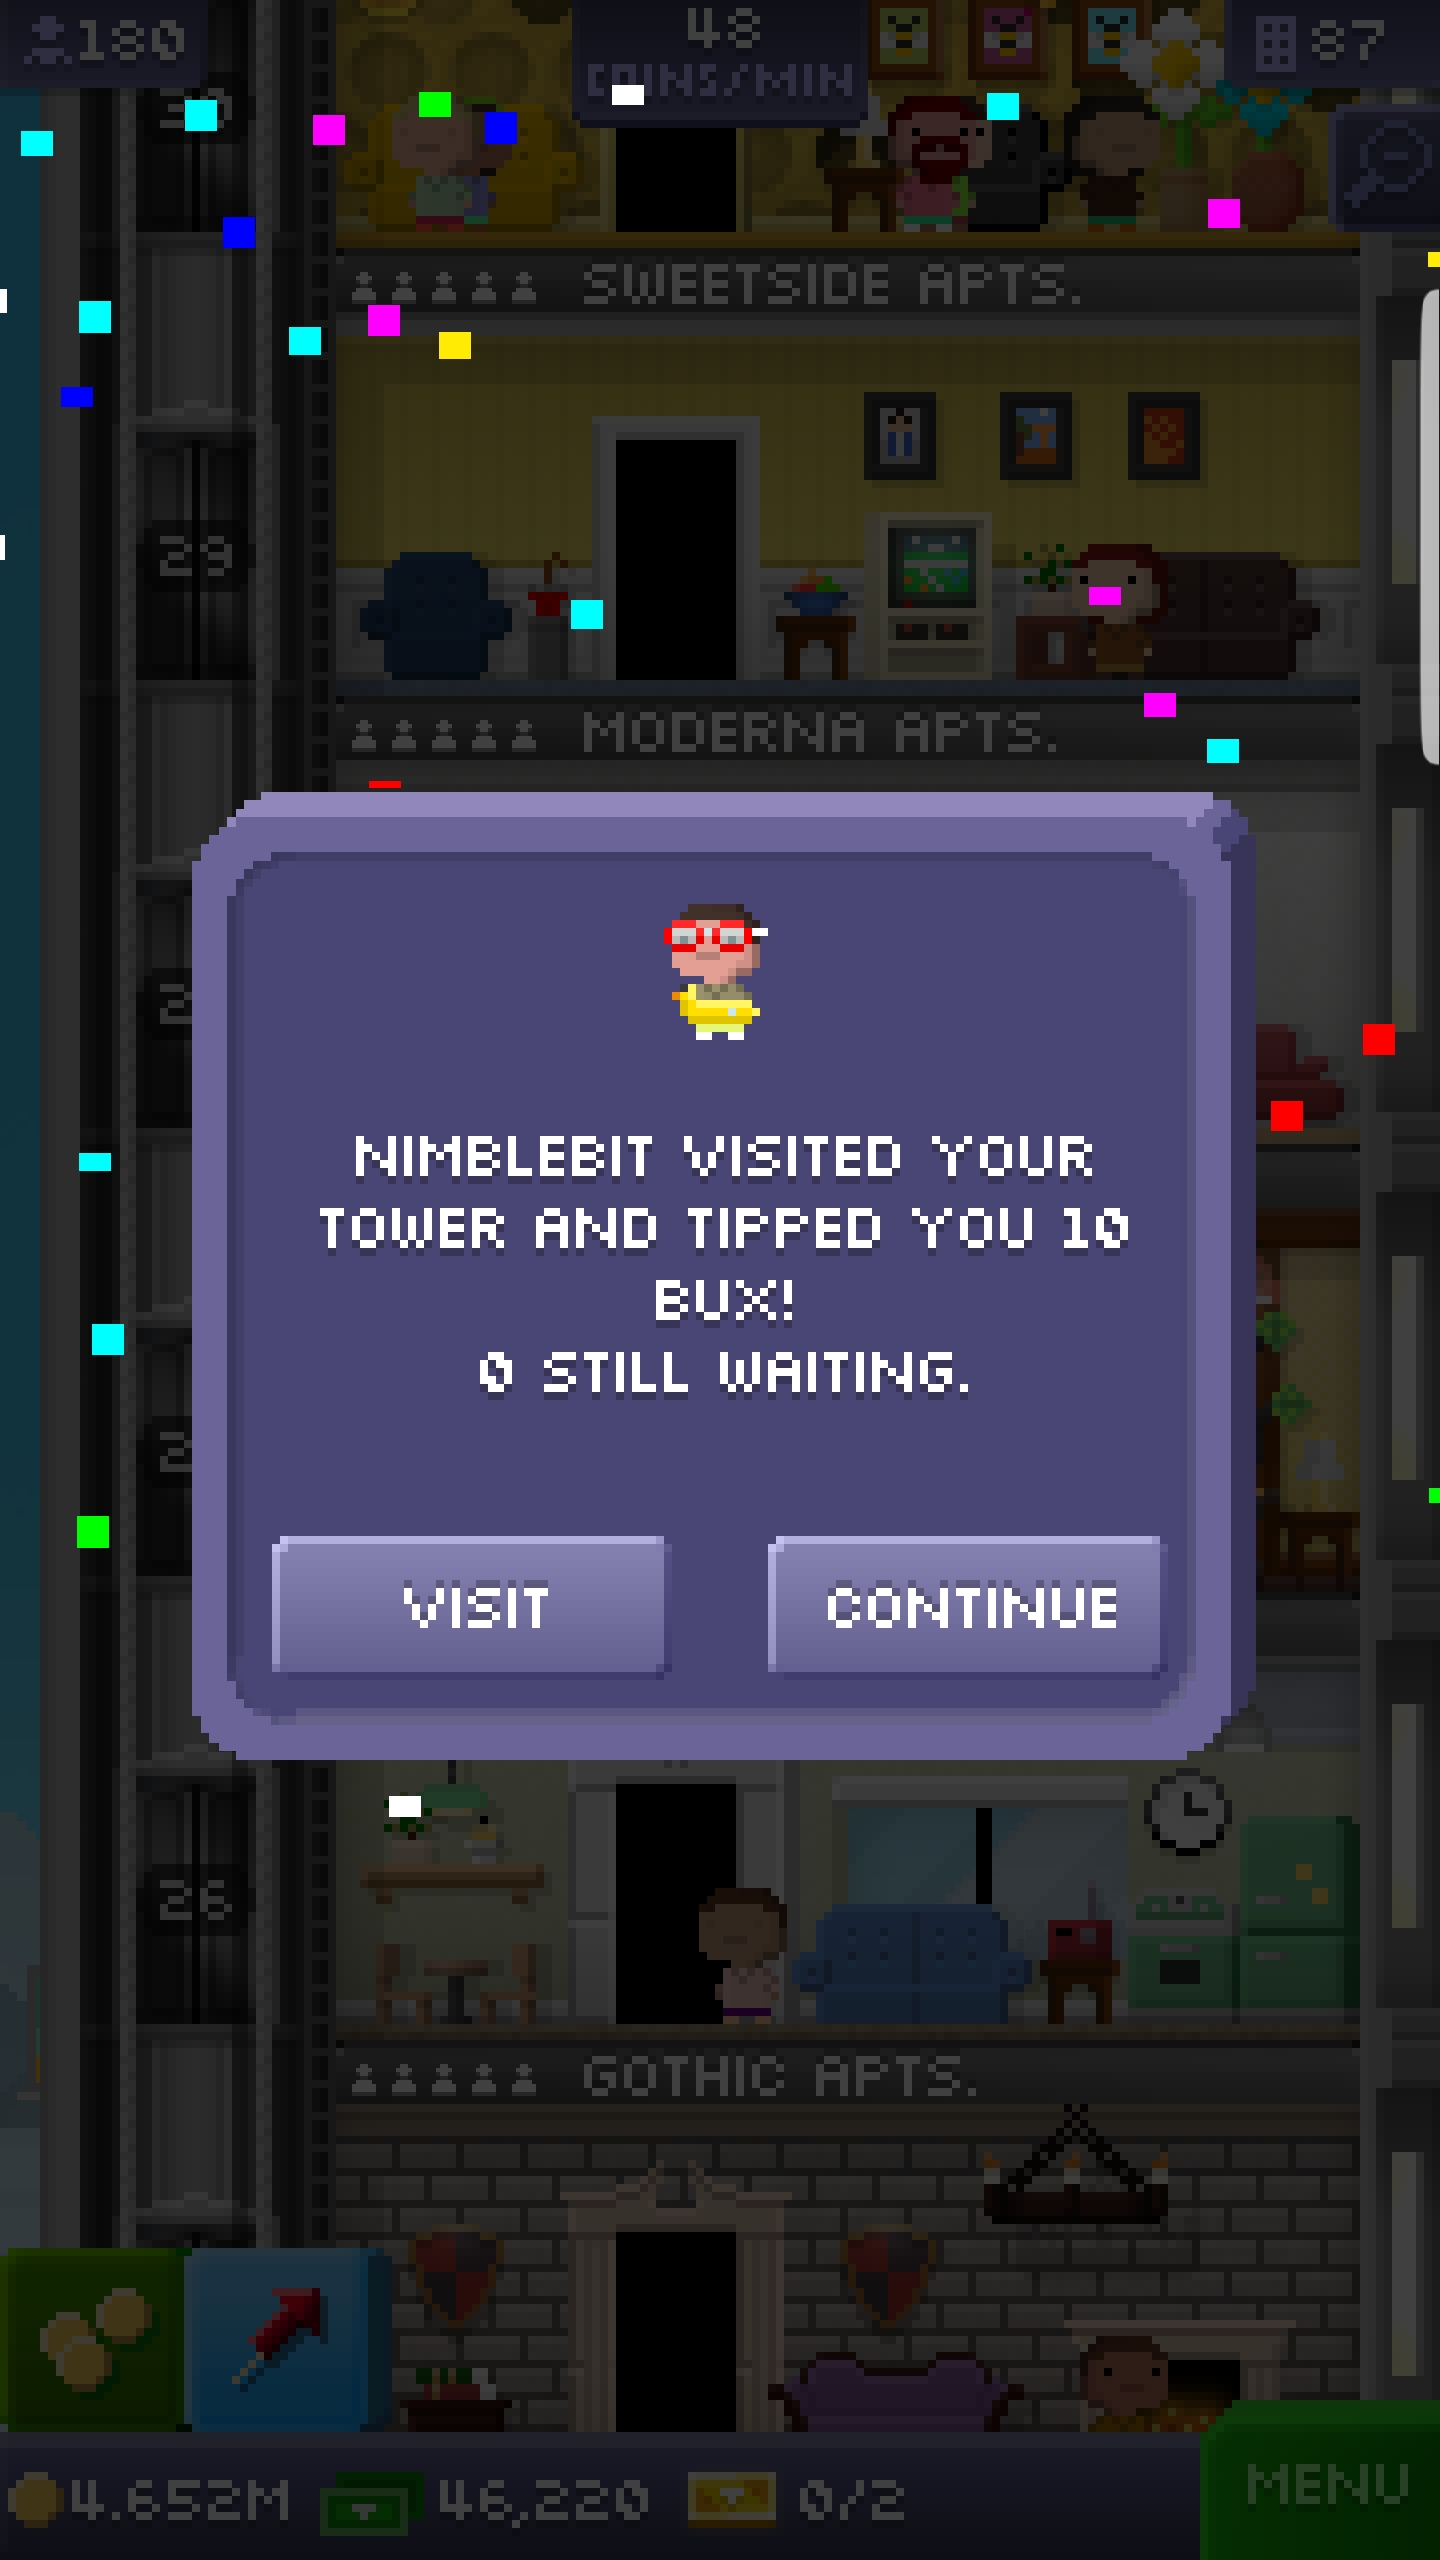 180
48
COINS/MIN
87
SWEETSIDE APTS.
29
MODERNA APTS.
NIMBLEBIT VISITED YOUR
TOWER AND TIPPED YOU 10
BUX!
0 STILL WAITING.
VISIT
CONTINUE
26
GOTHIC APTS.
4.652M
46,220
0/2
MENU